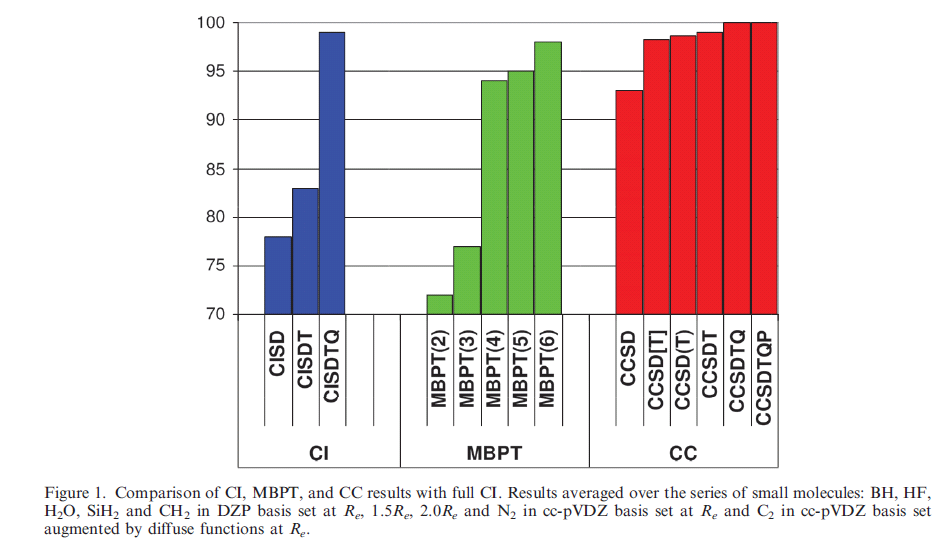 100
95
90
85
80
75
70
CISD
CISDT
CISDTQ
MBPT(2)
MBPT(3)
MBPT(4)
MBPT(5)
MBPT(6)
CCSD
CCSD[T]
CCSD(T)
CCSDT
CCSDTQ
CCSDTQP
CI
MBPT
CC
Figure 1. Comparison of CI, MBPT, and CC results with full CI. Results averaged over the series of small molecules: BH, HF,
H₂O, SiH₂ and CH₂ in DZP basis set at Rₑ, 1.5Rₑ, 2.0Rₑ and N₂ in cc-pVDZ basis set at Rₑ and C₂ in cc-pVDZ basis set
augmented by diffuse functions at Rₑ.